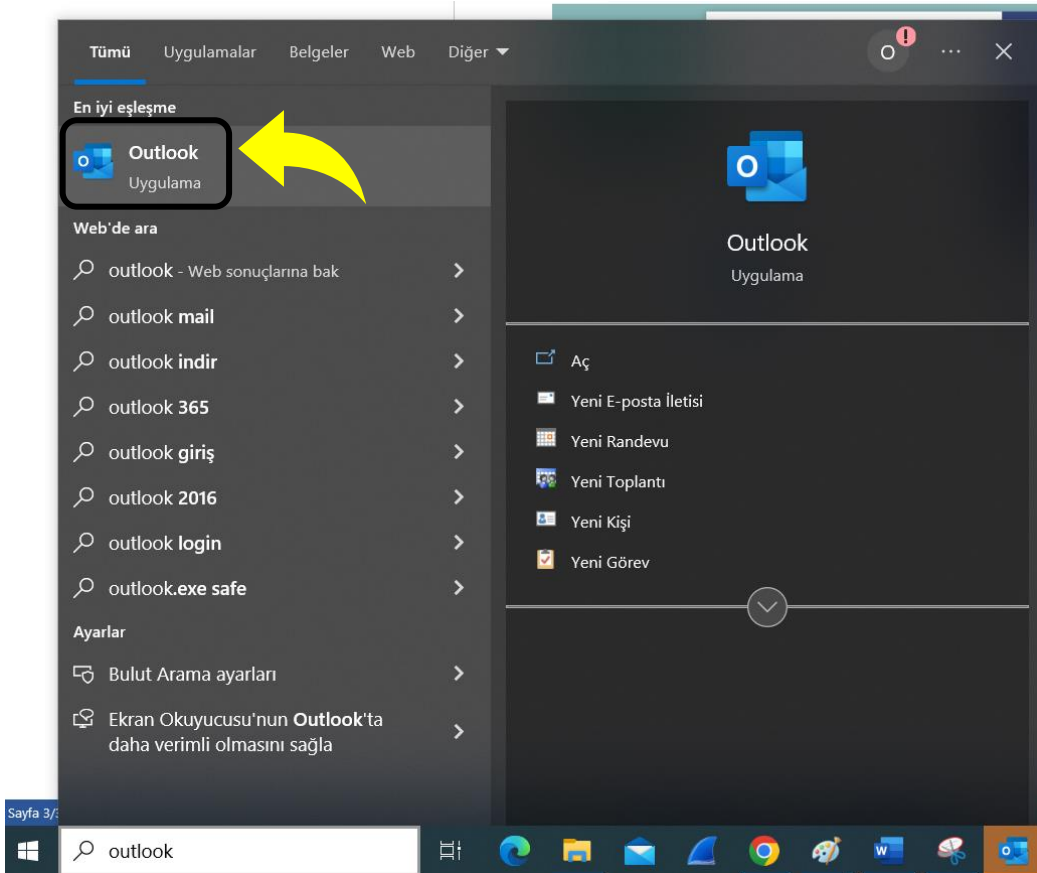 Tümü Uygulamalar Belgeler Web Diğer
O
En iyi eşleşme
Outlook
Uygulama
Web'de ara
outlook - Web sonuçlarına bak
outlook mail
outlook indir
outlook 365
outlook giriş
outlook 2016
outlook login
outlook.exe safe
Ayarlar
Bulut Arama ayarları
Ekran Okuyucusu'nun Outlook'ta
daha verimli olmasını sağla
Outlook
Uygulama
Aç
Yeni E-posta İletisi
Yeni Randevu
Yeni Toplantı
Yeni Kişi
Yeni Görev
Sayfa 3/
outlook